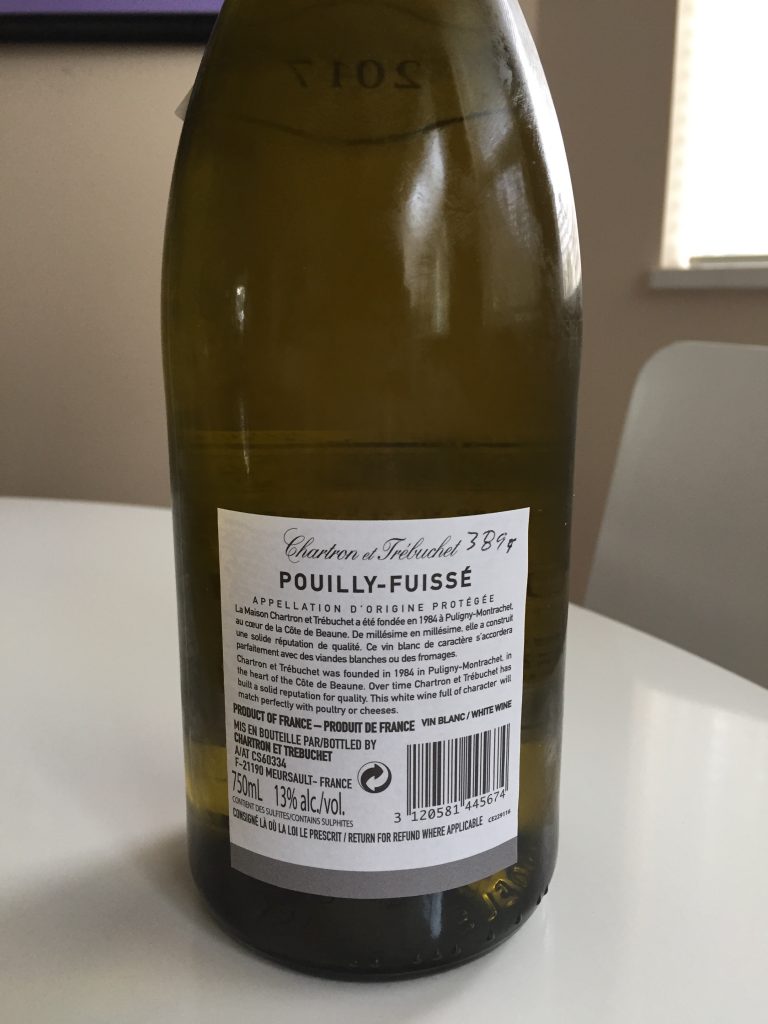 2017
Chartron et Trébuchet 389
POUILLY-FUISSÉ
APPELLATION D'ORIGINE PROTÉGÉE
La Maison Chartron et Trébuchet a été fondée en 1984 à Puligny-Montrachet,
au cœur de la Côte de Beaune. De millésime en millésime, elle a construit
une solide réputation de qualité. Ce vin blanc de caractère s'accordera
parfaitement avec des viandes blanches ou des fromages.
Chartron et Trébuchet was founded in 1984 in Puligny-Montrachet, in
the heart of the Côte de Beaune. Over time Chartron et Trébuchet has
built a solid reputation for quality. This white wine full of character will
match perfectly with poultry or cheeses.
PRODUCT OF FRANCE – PRODUIT DE FRANCE VIN BLANC / WHITE WINE
MIS EN BOUTEILLE PAR/BOTTLED BY
CHARTRON ET TREBUCHET
A/AT CS60334
F-21190 MEURSAULT- FRANCE
750mL 13% alc./vol.
CONTIENT DES SULFITES/CONTAINS SULPHITES
3 120581 445674
CONSIGNÉ LÀ OÙ LA LOI LE PRESCRIT / RETURN FOR REFUND WHERE APPLICABLE CE229116